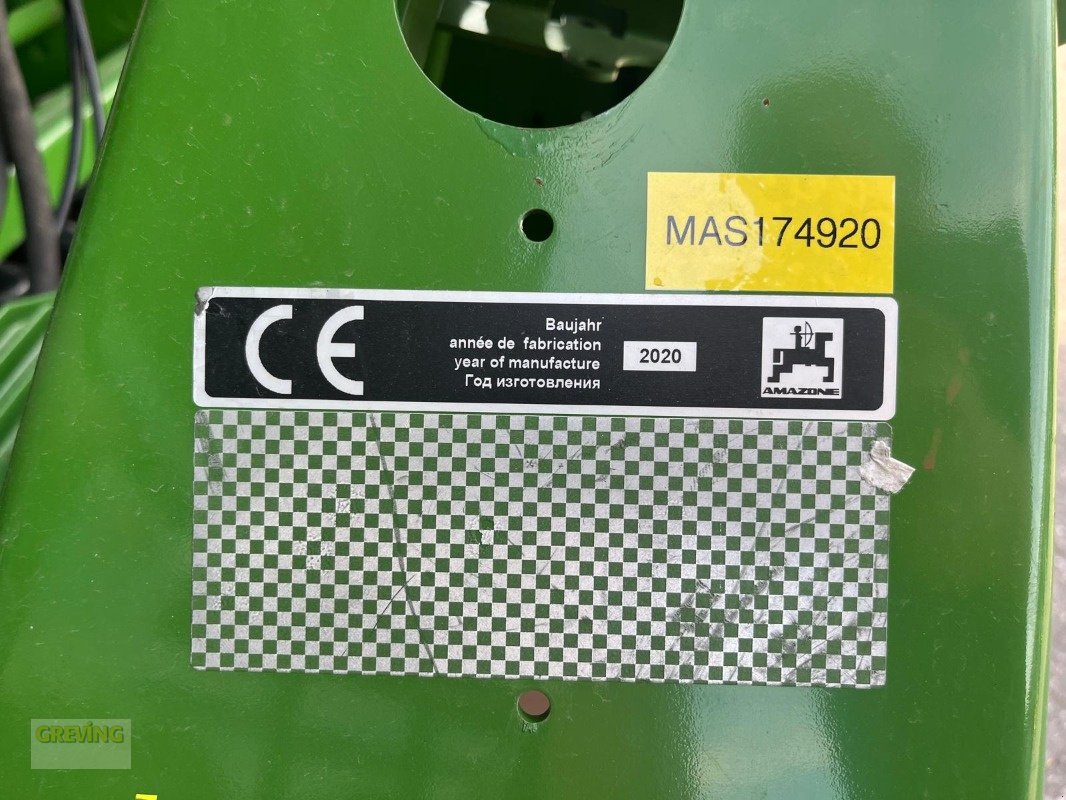 MAS174920
CE
Baujahr
année de fabrication
year of manufacture
Год изготовления
2020
AMAZONE
GREVING